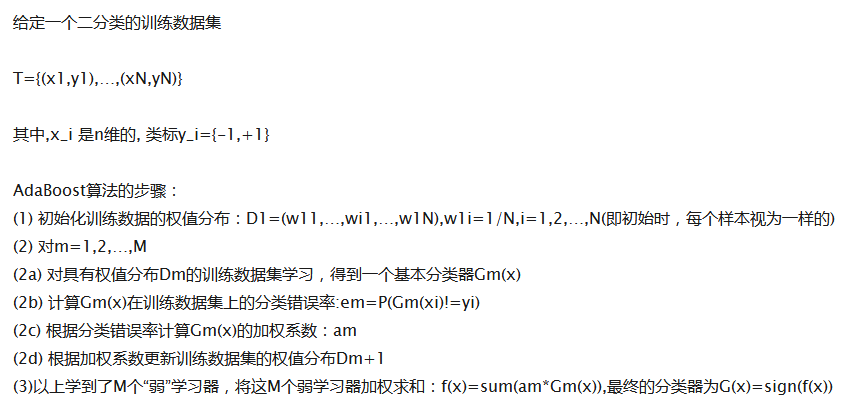 给定一个二分类的训练数据集
T={(x1,y1),...,(xN,yN)}
其中,x_i 是n维的, 类标y_i={-1,+1}
AdaBoost算法的步骤：
(1) 初始化训练数据的权值分布：D1=(w11,...,wi1,...,w1N),w1i=1/N,i=1,2,...,N(即初始时，每个样本视为一样的)
(2) 对m=1,2,...,M
(2a) 对具有权值分布Dm的训练数据集学习，得到一个基本分类器Gm(x)
(2b) 计算Gm(x)在训练数据集上的分类错误率:em=P(Gm(xi)!=yi)
(2c) 根据分类错误率计算Gm(x)的加权系数：am
(2d) 根据加权系数更新训练数据集的权值分布Dm+1
(3)以上学到了M个“弱”学习器，将这M个弱学习器加权求和：f(x)=sum(am*Gm(x)),最终的分类器为G(x)=sign(f(x))